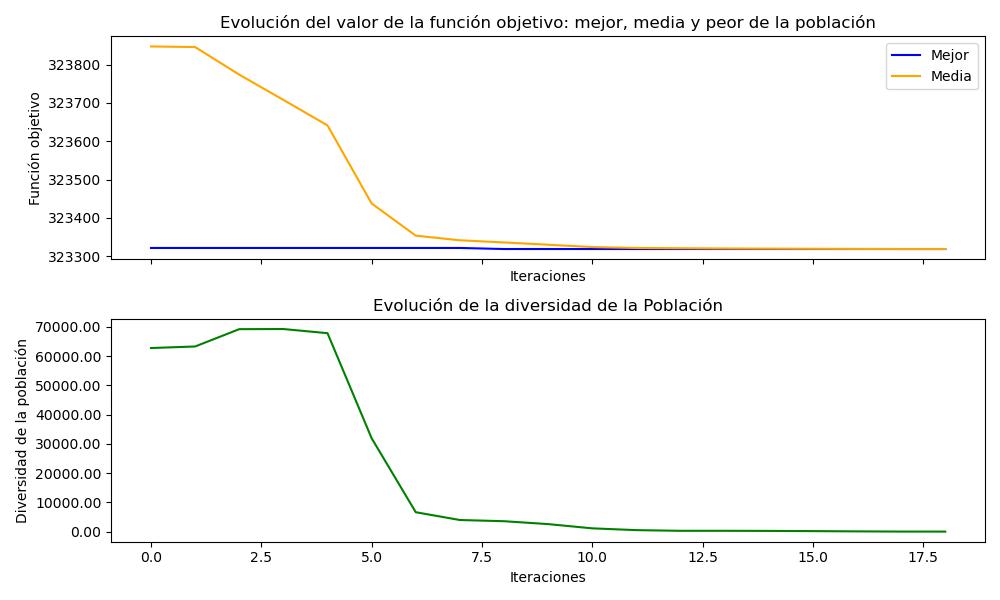 Evolución del valor de la función objetivo: mejor, media y peor de la población
Función objetivo
323800
323700
323600
323500
323400
323300
Mejor
Media
Iteraciones
Evolución de la diversidad de la Población
Diversidad de la población
70000.00
60000.00
50000.00
40000.00
30000.00
20000.00
10000.00
0.00
0.0 2.5 5.0 7.5 10.0 12.5 15.0 17.5
Iteraciones